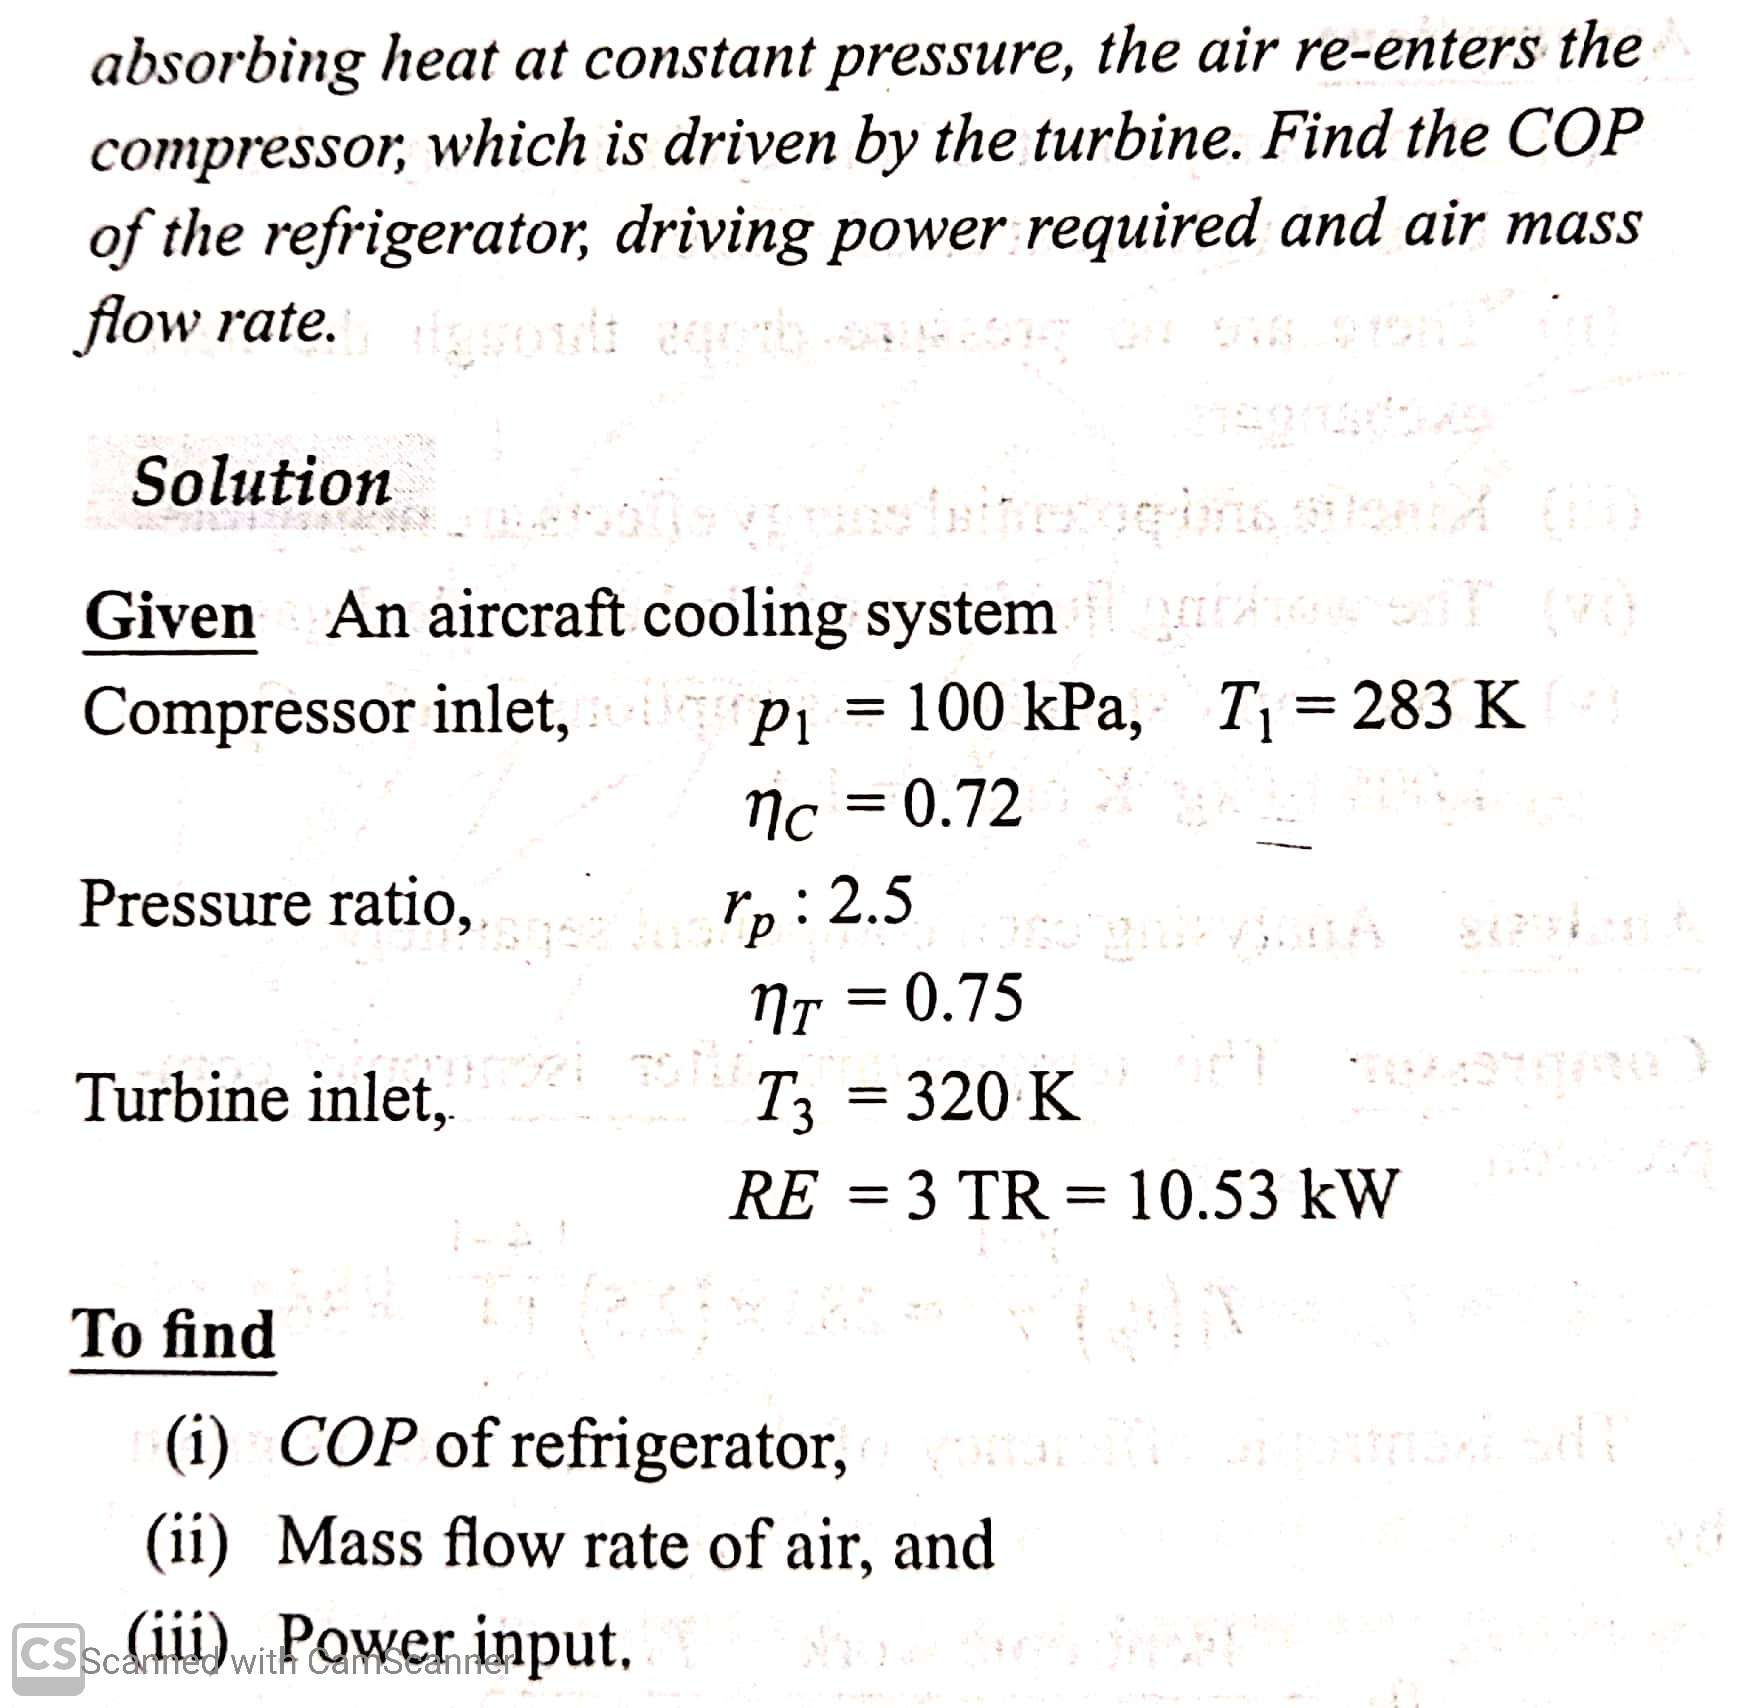 absorbing heat at constant pressure, the air re-enters the
compressor, which is driven by the turbine. Find the COP
of the refrigerator, driving power required and air mass
flow rate.
Solution
Given An aircraft cooling system
Compressor inlet, p₁ = 100 kPa, T₁ = 283 K
η_C = 0.72
Pressure ratio, r_p : 2.5
η_T = 0.75
Turbine inlet, T₃ = 320 K
RE = 3 TR = 10.53 kW
To find
(i) COP of refrigerator,
(ii) Mass flow rate of air, and
(iii) Power input.
CS Scanned with CamScanner